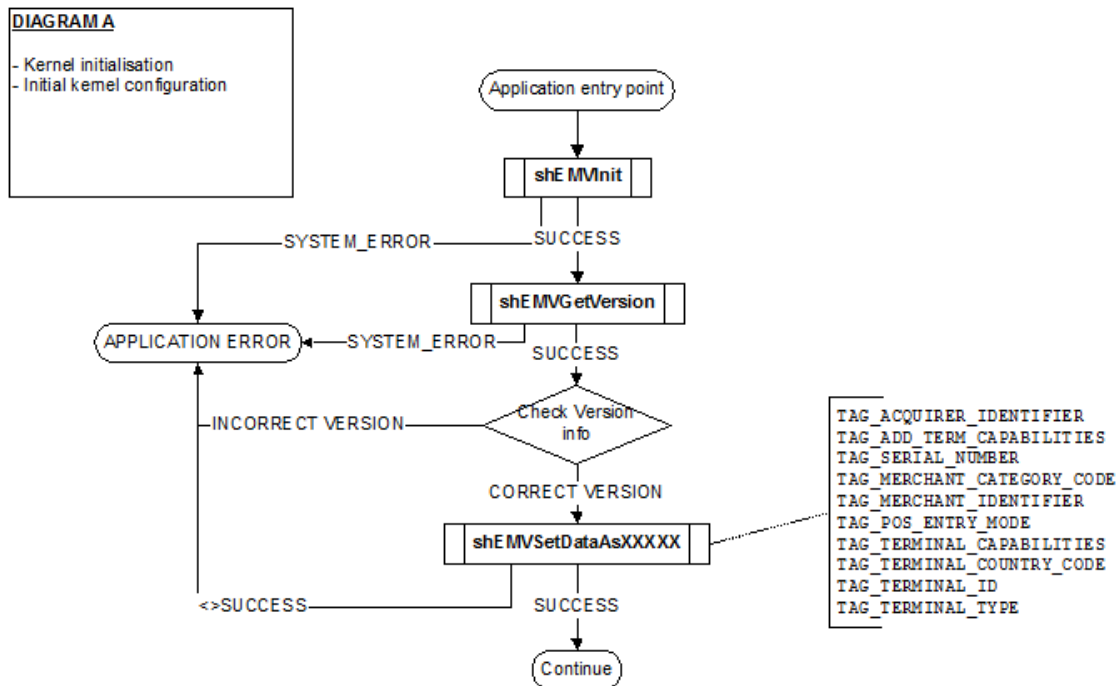 DIAGRAM A
- Kernel initialisation
- Initial kernel configuration
Application entry point
shEMVInit
SYSTEM_ERROR
SUCCESS
shEMVGetVersion
APPLICATION ERROR
SYSTEM_ERROR
SUCCESS
Check Version
info
INCORRECT VERSION
CORRECT VERSION
shEMVSetDataAsXXXXX
TAG_ACQUIRER_IDENTIFIER
TAG_ADD_TERM_CAPABILITIES
TAG_SERIAL_NUMBER
TAG_MERCHANT_CATEGORY_CODE
TAG_MERCHANT_IDENTIFIER
TAG_POS_ENTRY_MODE
TAG_TERMINAL_CAPABILITIES
TAG_TERMINAL_COUNTRY_CODE
TAG_TERMINAL_ID
TAG_TERMINAL_TYPE
<>SUCCESS
SUCCESS
Continue